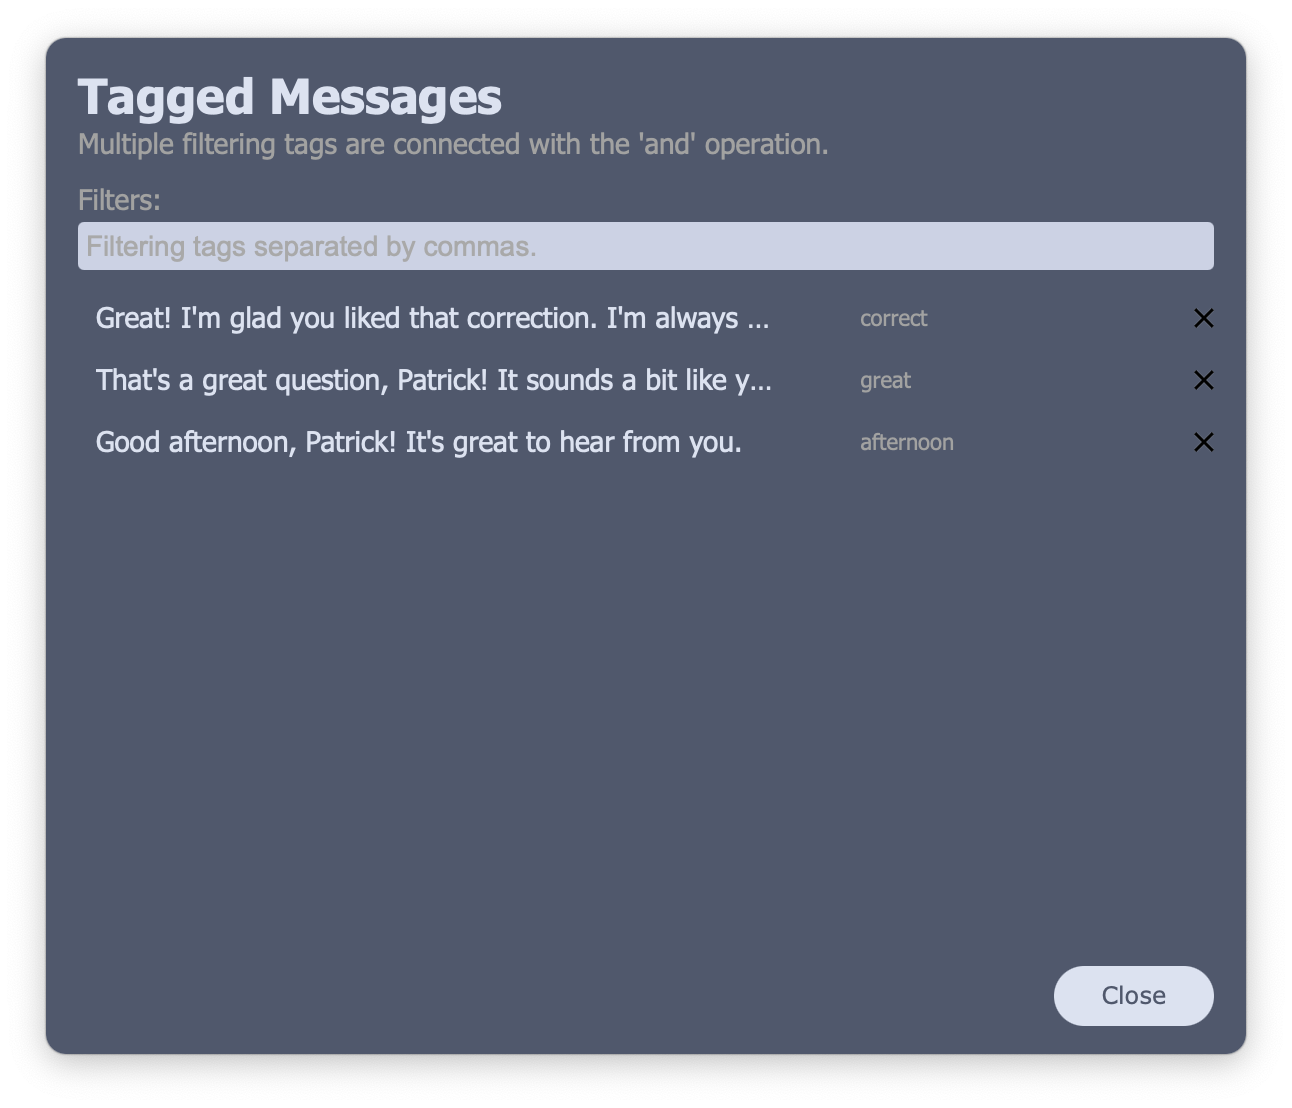 Tagged Messages
Multiple filtering tags are connected with the 'and' operation.
Filters:
Filtering tags separated by commas.
Great! I'm glad you liked that correction. I'm always ... correct
That's a great question, Patrick! It sounds a bit like y... great
Good afternoon, Patrick! It's great to hear from you. afternoon
Close